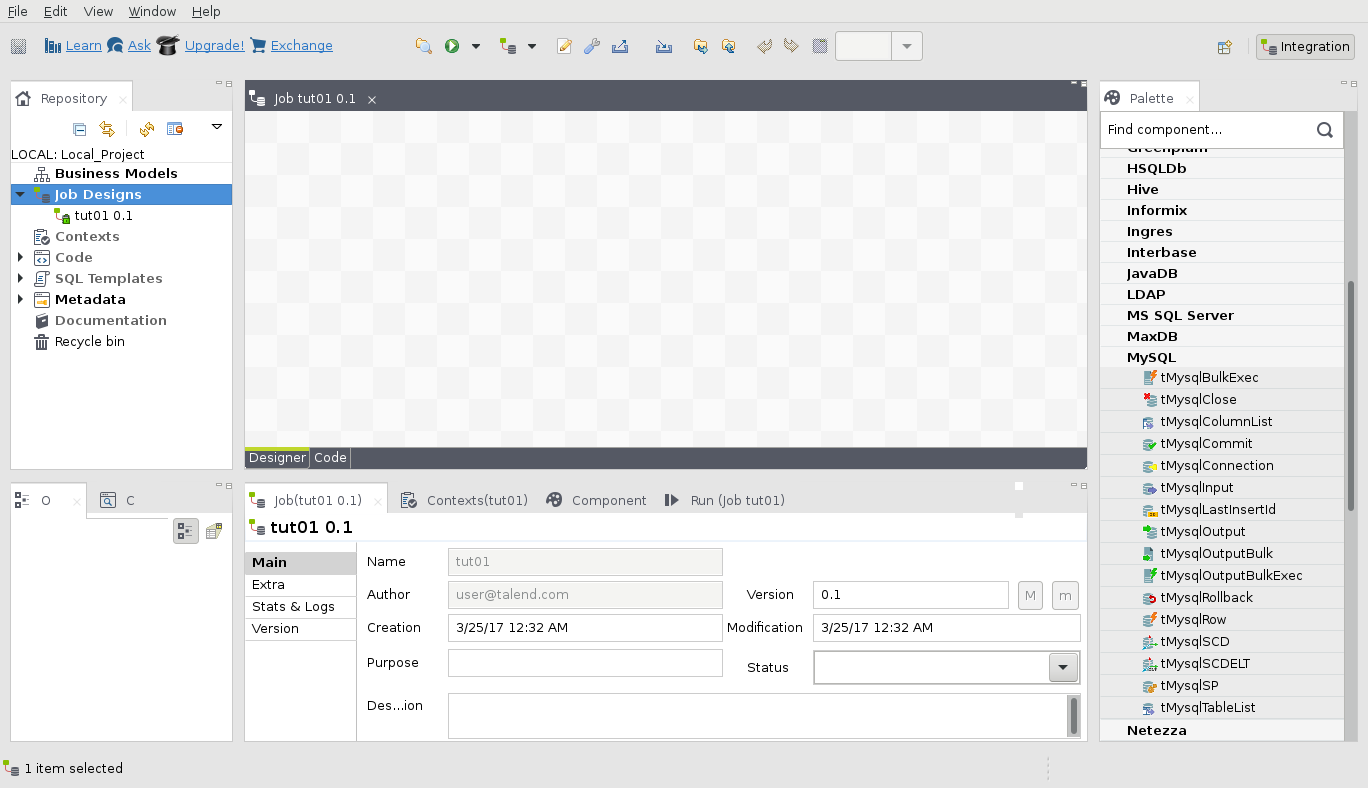 File Edit View Window Help
Learn Ask Upgrade! Exchange Integration
Repository
LOCAL: Local_Project
Business Models
Job Designs
tut01 0.1
Contexts
Code
SQL Templates
Metadata
Documentation
Recycle bin
O C
Job tut01 0.1
Designer Code
Job(tut01 0.1) Contexts(tut01) Component Run (Job tut01)
tut01 0.1
Main
Extra
Stats & Logs
Version
Name tut01
Author user@talend.com Version 0.1 M m
Creation 3/25/17 12:32 AM Modification 3/25/17 12:32 AM
Purpose Status
Des...ion
Palette
Find component...
Greenplum
HSQLDb
Hive
Informix
Ingres
Interbase
JavaDB
LDAP
MS SQL Server
MaxDB
MySQL
tMysqlBulkExec
tMysqlClose
tMysqlColumnList
tMysqlCommit
tMysqlConnection
tMysqlInput
tMysqlLastInsertId
tMysqlOutput
tMysqlOutputBulk
tMysqlOutputBulkExec
tMysqlRollback
tMysqlRow
tMysqlSCD
tMysqlSCDELT
tMysqlSP
tMysqlTableList
Netezza
1 item selected